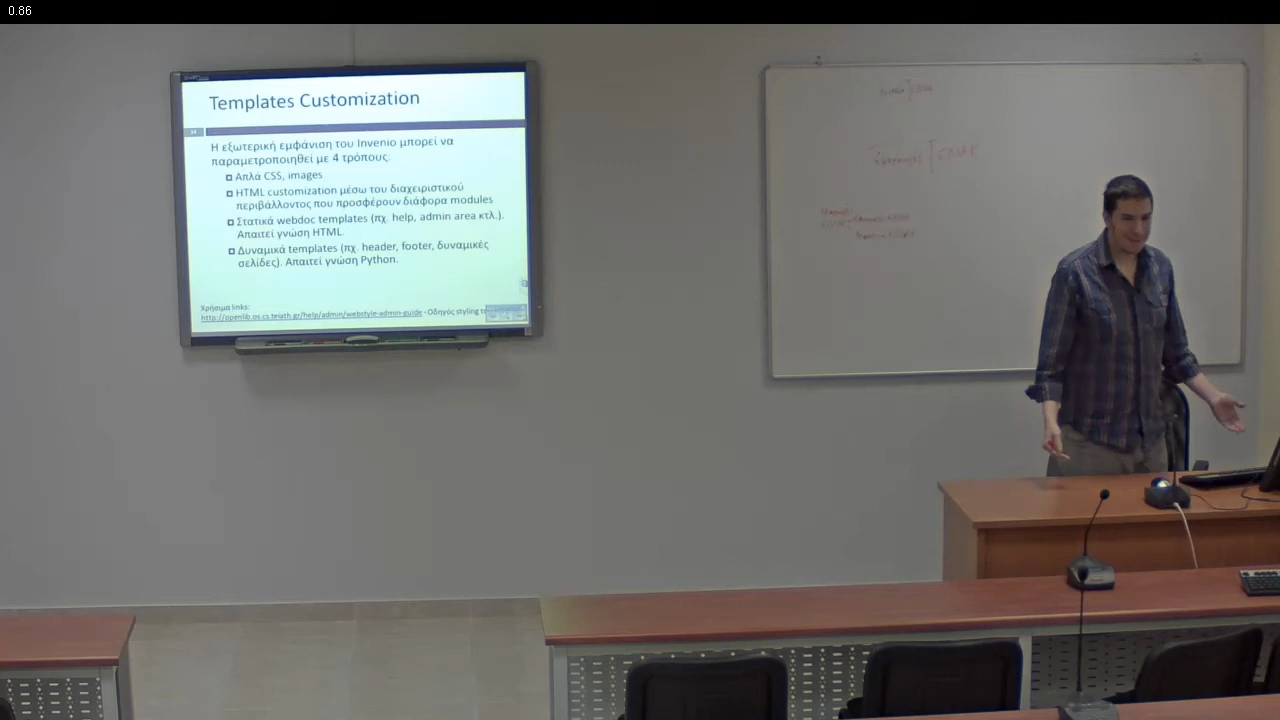 0.86
Templates Customization
34
Η εξωτερική εμφάνιση του Invenio μπορεί να
παραμετροποιηθεί με 4 τρόπους:
Απλά CSS, images
HTML customization μέσω του διαχειριστικού
περιβάλλοντος που προσφέρουν διάφορα modules
Στατικά webdoc templates (πχ. help, admin area κτλ.).
Απαιτεί γνώση HTML.
Δυναμικά templates (πχ. header, footer, δυναμικές
σελίδες). Απαιτεί γνώση Python.
Χρήσιμα links:
http://openlib.os.cs.teiath.gr/help/admin/webstyle-admin-guide - Οδηγός styling